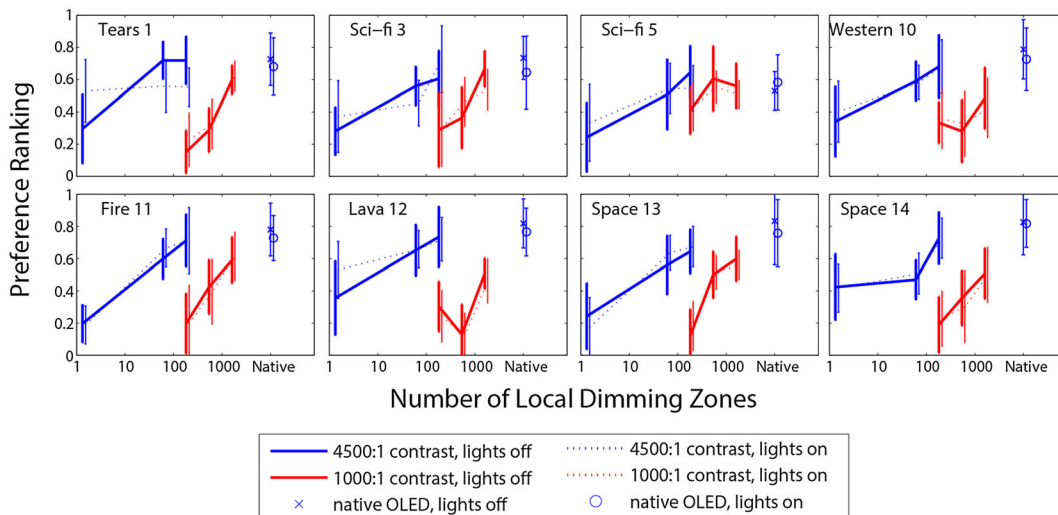 Tears 1 Sci−fi 3 Sci−fi 5 Western 10
1
0.8
0.6
0.4
0.2
0
Fire 11 Lava 12 Space 13 Space 14
1
0.8
0.6
0.4
0.2
0
Preference Ranking
1 10 100 1000 Native 1 10 100 1000 Native 1 10 100 1000 Native 1 10 100 1000 Native
Number of Local Dimming Zones
4500:1 contrast, lights off 4500:1 contrast, lights on
1000:1 contrast, lights off 1000:1 contrast, lights on
native OLED, lights off native OLED, lights on